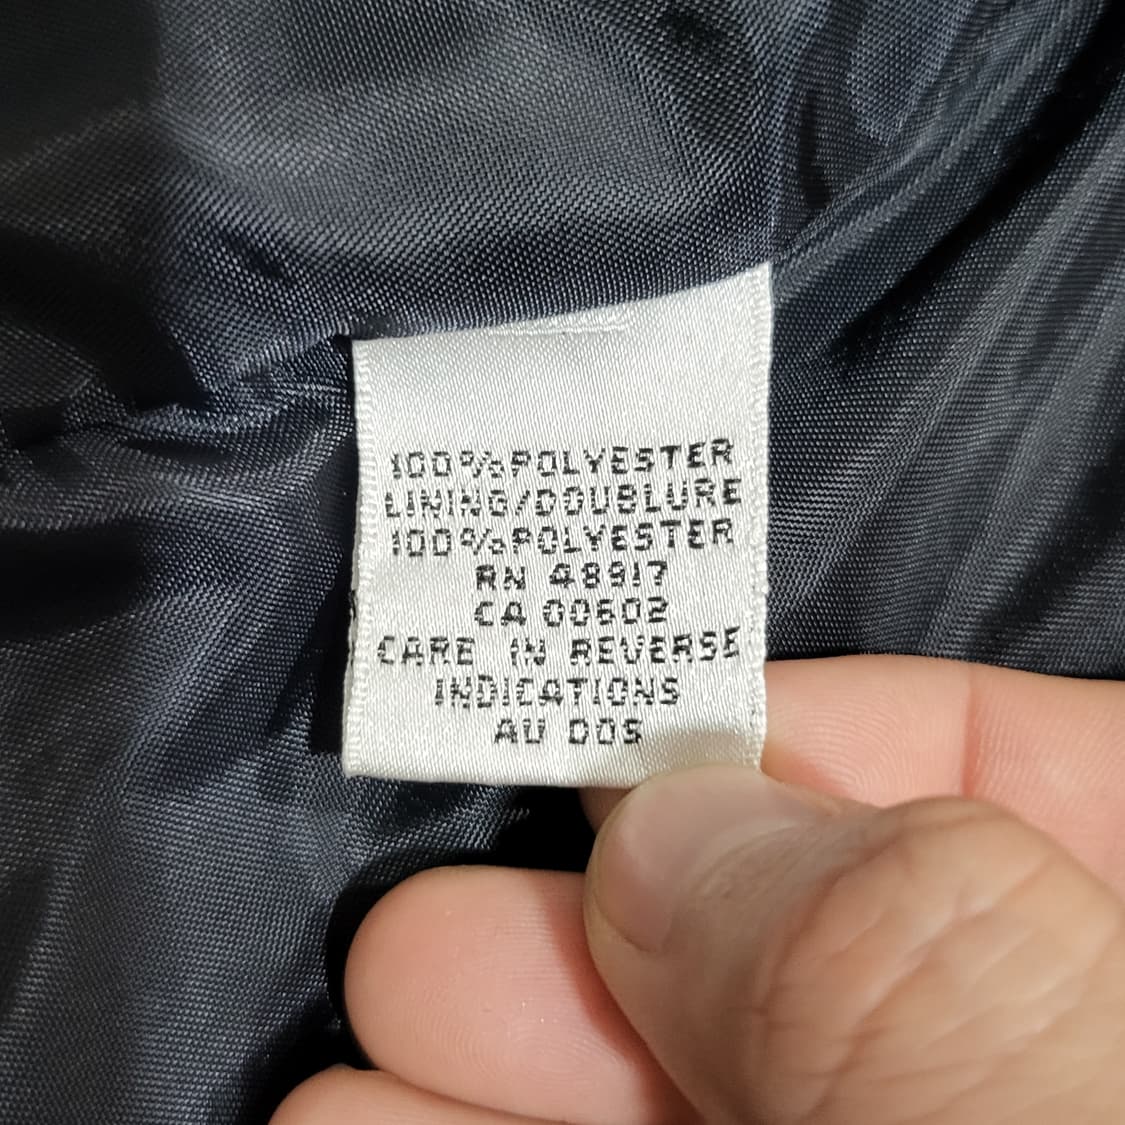 100%POLYESTER
LINING/DOUBLURE
100%POLYESTER
RN 48917
CA 00602
CARE IN REVERSE
INDICATIONS
AU DOS